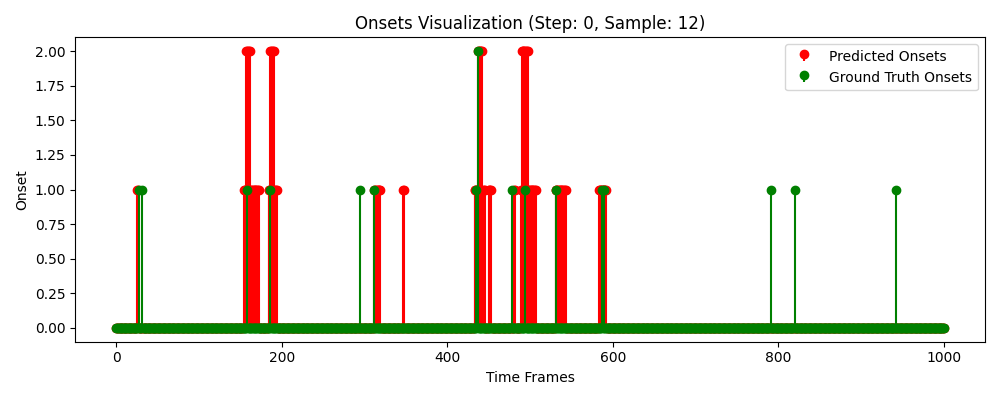 Onsets Visualization (Step: 0, Sample: 12)
Predicted Onsets
Ground Truth Onsets
2.00
1.75
1.50
1.25
1.00
0.75
0.50
0.25
0.00
Onset
0 200 400 600 800 1000
Time Frames